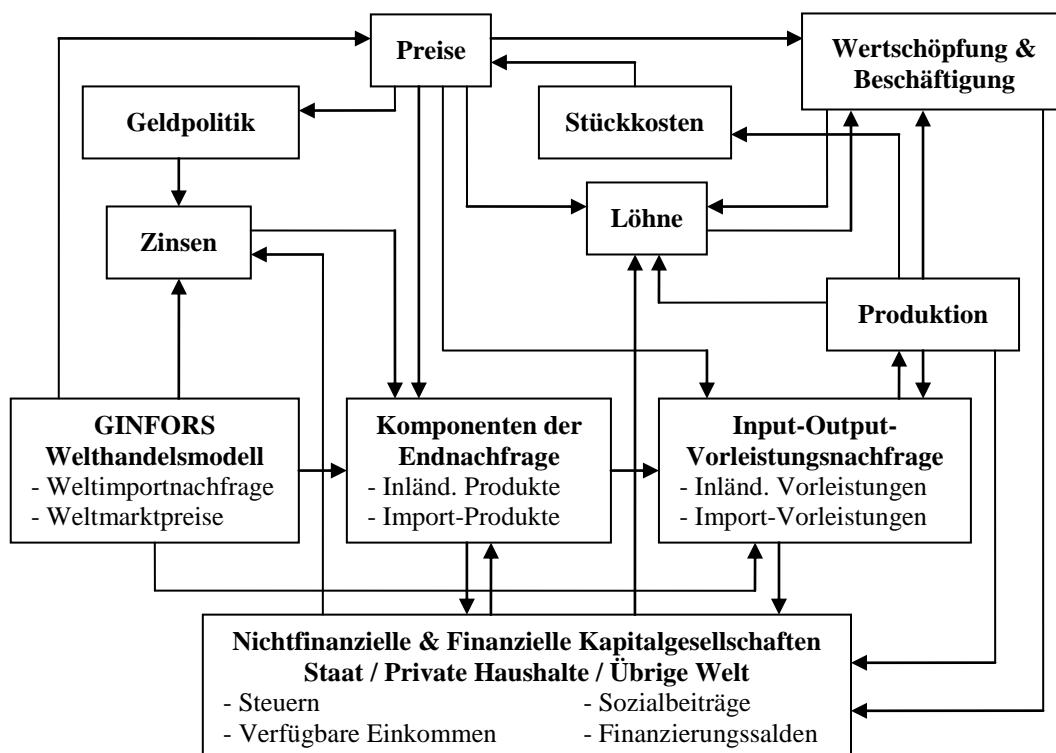 Preise
Wertschöpfung &
Beschäftigung
Geldpolitik
Stückkosten
Löhne
Zinsen
Produktion
GINFORS
Welthandelsmodell
- Weltimportnachfrage
- Weltmarktpreise
Komponenten der
Endnachfrage
- Inländ. Produkte
- Import-Produkte
Input-Output-
Vorleistungsnachfrage
- Inländ. Vorleistungen
- Import-Vorleistungen
Nichtfinanzielle & Finanzielle Kapitalgesellschaften
Staat / Private Haushalte / Übrige Welt
- Steuern
- Sozialbeiträge
- Verfügbare Einkommen
- Finanzierungssalden